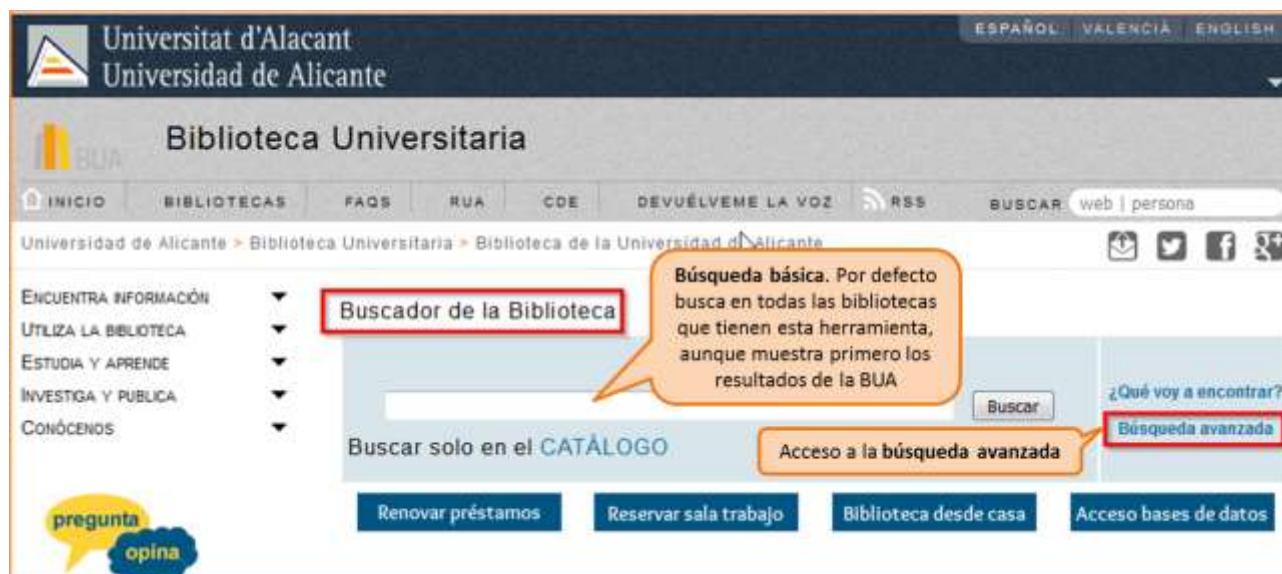 Universitat d'Alacant
Universidad de Alicante
ESPAÑOL VALENCIÀ ENGLISH
BUA
Biblioteca Universitaria
INICIO BIBLIOTECAS FAQS RUA CDE DEVUÉLVEME LA VOZ RSS BUSCAR web | persona
Universidad de Alicante > Biblioteca Universitaria > Biblioteca de la Universidad de Alicante
ENCUENTRA INFORMACIÓN
UTILIZA LA BIBLIOTECA
ESTUDIA Y APRENDE
INVESTIGA Y PUBLICA
CONÓCENOS
Buscador de la Biblioteca
Búsqueda básica. Por defecto
busca en todas las bibliotecas
que tienen esta herramienta,
aunque muestra primero los
resultados de la BUA
Buscar
¿Qué voy a encontrar?
Búsqueda avanzada
Buscar solo en el CATÁLOGO
Acceso a la búsqueda avanzada
Renovar préstamos Reservar sala trabajo Biblioteca desde casa Acceso bases de datos
pregunta
opina